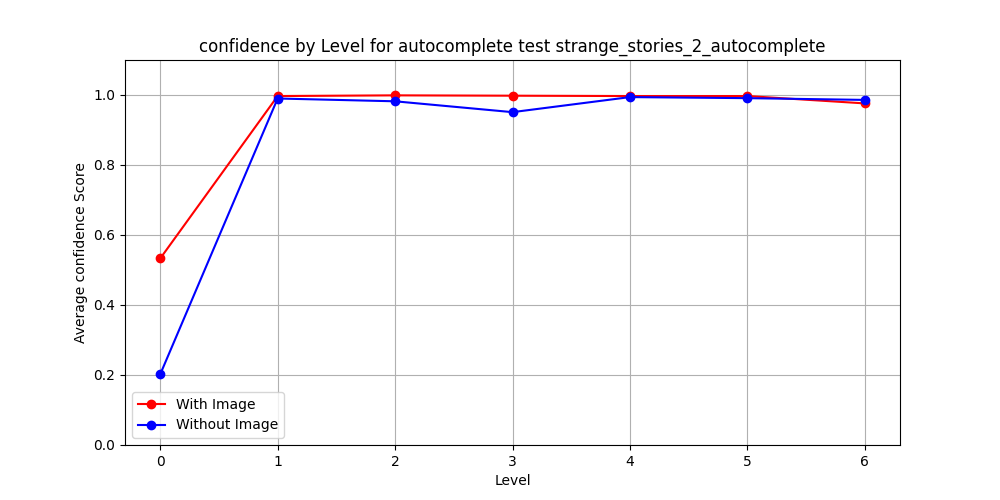 confidence by Level for autocomplete test strange_stories_2_autocomplete
Average confidence Score
1.0
0.8
0.6
0.4
0.2
0.0
With Image
Without Image
0 1 2 3 4 5 6
Level